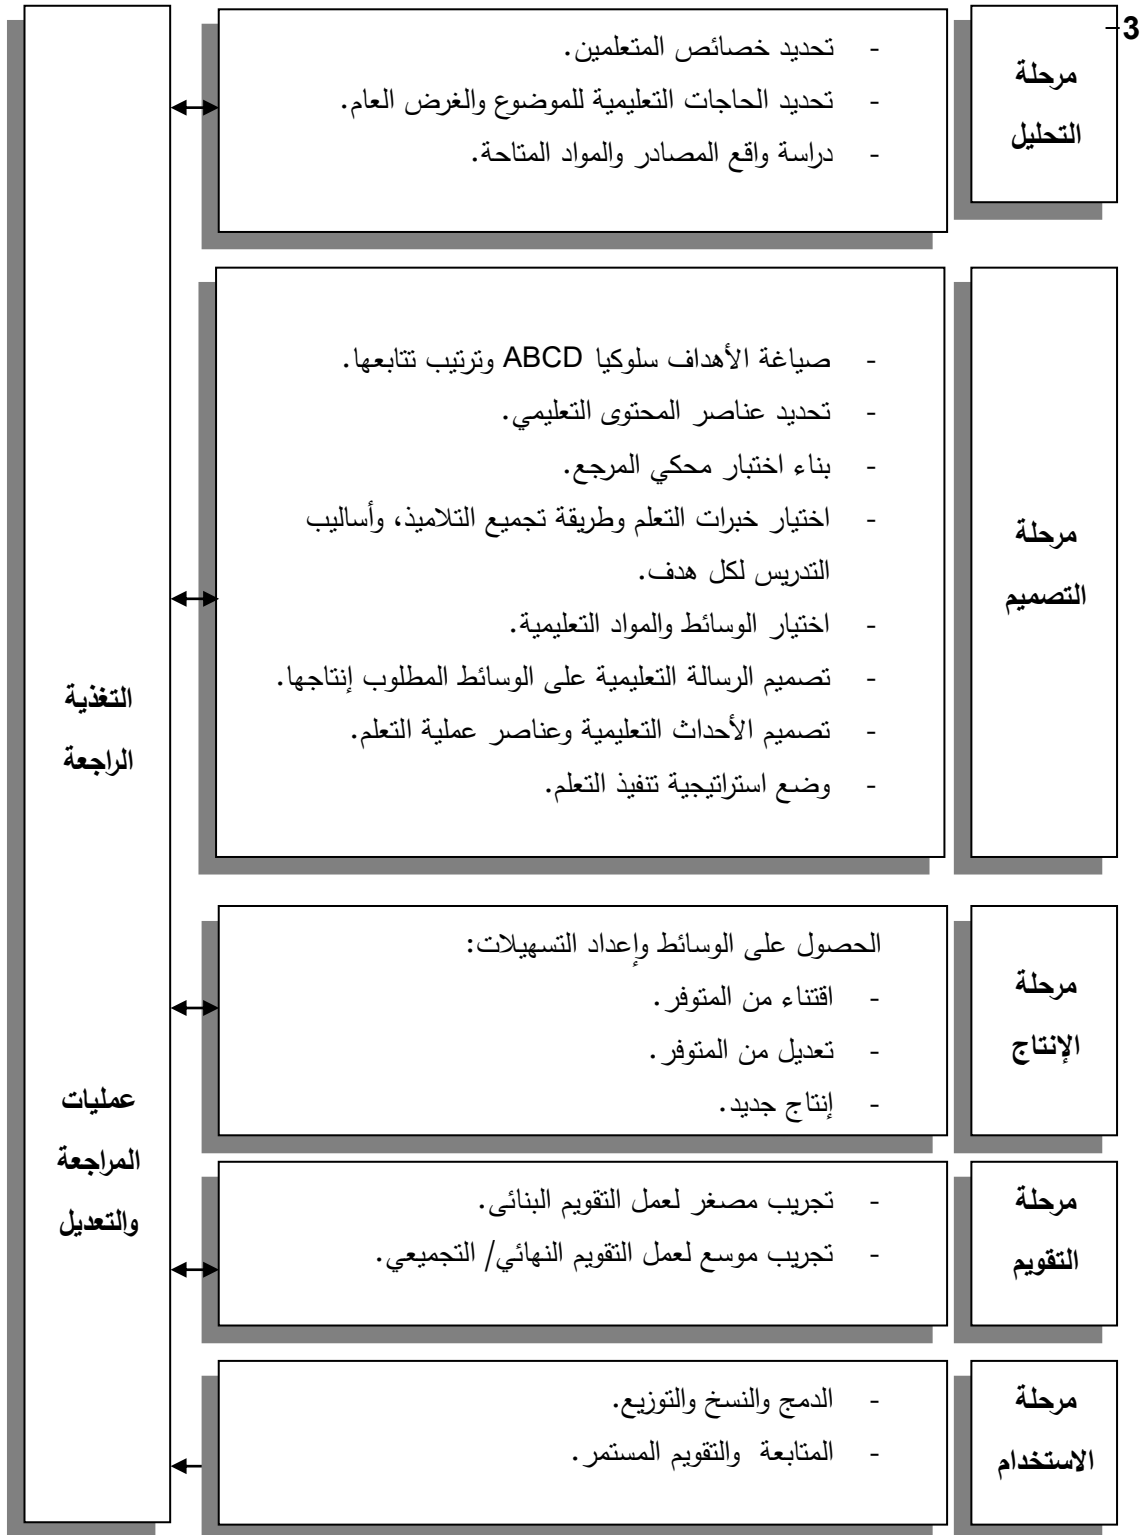 3-
مرحلة
التحليل
- تحديد خصائص المتعلمين.
- تحديد الحاجات التعليمية للموضوع والغرض العام.
- دراسة واقع المصادر والمواد المتاحة.
مرحلة
التصميم
- صياغة الأهداف سلوكيا ABCD وترتيب تتابعها.
- تحديد عناصر المحتوى التعليمي.
- بناء اختبار محكي المرجع.
- اختيار خبرات التعلم وطريقة تجميع التلاميذ، وأساليب
التدريس لكل هدف.
- اختيار الوسائط والمواد التعليمية.
- تصميم الرسالة التعليمية على الوسائط المطلوب إنتاجها.
- تصميم الأحداث التعليمية وعناصر عملية التعلم.
- وضع استراتيجية تنفيذ التعلم.
مرحلة
الإنتاج
الحصول على الوسائط وإعداد التسهيلات:
- اقتناء من المتوفر.
- تعديل من المتوفر.
- إنتاج جديد.
مرحلة
التقويم
- تجريب مصغر لعمل التقويم البنائى.
- تجريب موسع لعمل التقويم النهائي/ التجميعي.
مرحلة
الاستخدام
- الدمج والنسخ والتوزيع.
- المتابعة والتقويم المستمر.
التغذية
الراجعة
عمليات
المراجعة
والتعديل